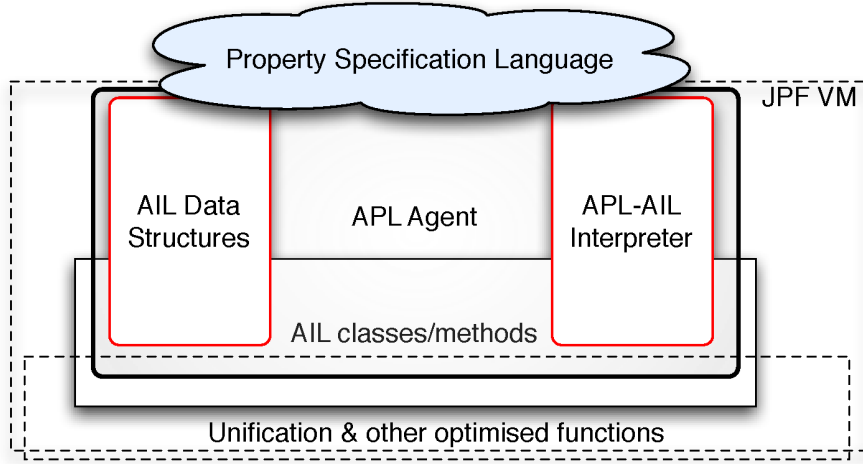 Property Specification Language
JPF VM
AIL Data
Structures
APL Agent
APL-AIL
Interpreter
AIL classes/methods
Unification & other optimised functions